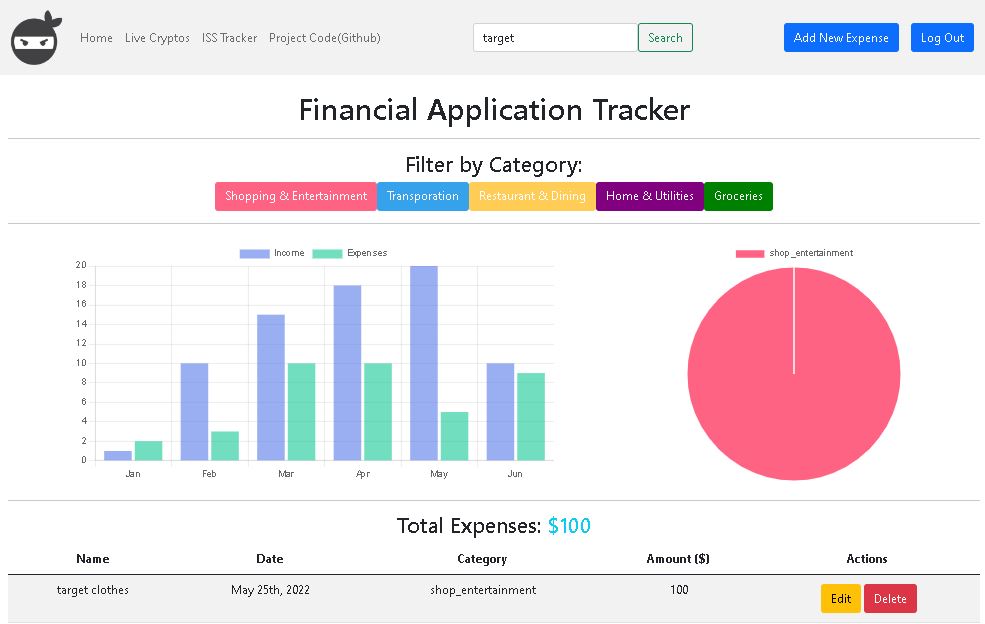 Home Live Cryptos ISS Tracker Project Code(Github) target Search Add New Expense Log Out
Financial Application Tracker
Filter by Category:
Shopping & Entertainment Transporation Restaurant & Dining Home & Utilities Groceries
Income Expenses
shop_entertainment
20
18
16
14
12
10
8
6
4
2
0
Jan Feb Mar Apr May Jun
Total Expenses: $100
Name Date Category Amount ($) Actions
target clothes May 25th, 2022 shop_entertainment 100 Edit Delete